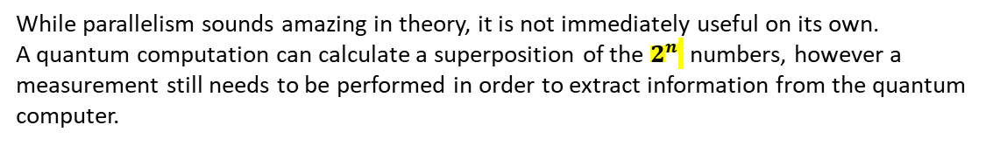 While parallelism sounds amazing in theory, it is not immediately useful on its own.
A quantum computation can calculate a superposition of the 2ⁿ numbers, however a
measurement still needs to be performed in order to extract information from the quantum
computer.